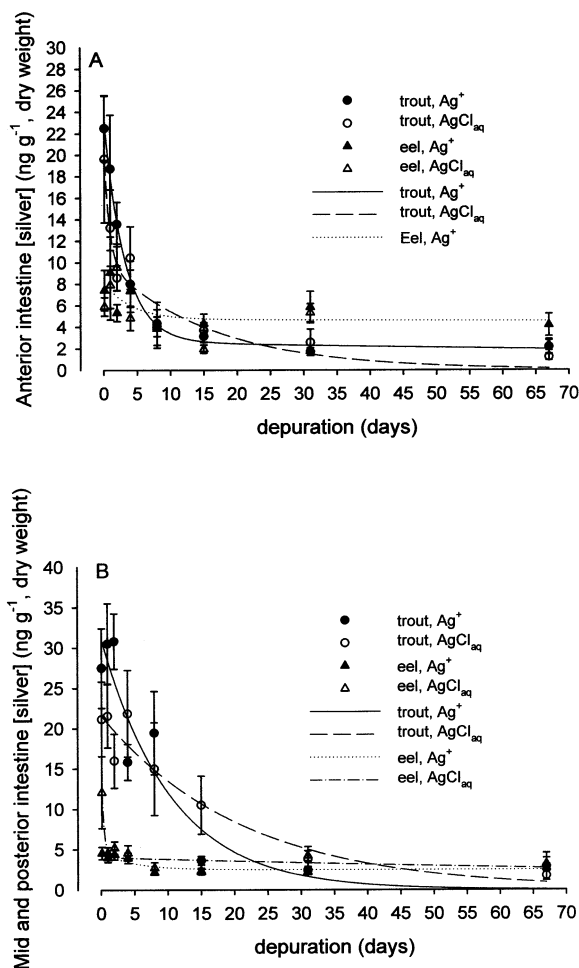 A
Anterior intestine [silver] (ng g⁻¹, dry weight)
30
28
26
24
22
20
18
16
14
12
10
8
6
4
2
0
trout, Ag⁺
trout, AgClaq
eel, Ag⁺
eel, AgClaq
trout, Ag⁺
trout, AgClaq
Eel, Ag⁺
0 5 10 15 20 25 30 35 40 45 50 55 60 65 70
depuration (days)
B
Mid and posterior intestine [silver] (ng g⁻¹, dry weight)
40
35
30
25
20
15
10
5
0
trout, Ag⁺
trout, AgClaq
eel, Ag⁺
eel, AgClaq
trout, Ag⁺
trout, AgClaq
eel, Ag⁺
eel, AgClaq
0 5 10 15 20 25 30 35 40 45 50 55 60 65 70
depuration (days)